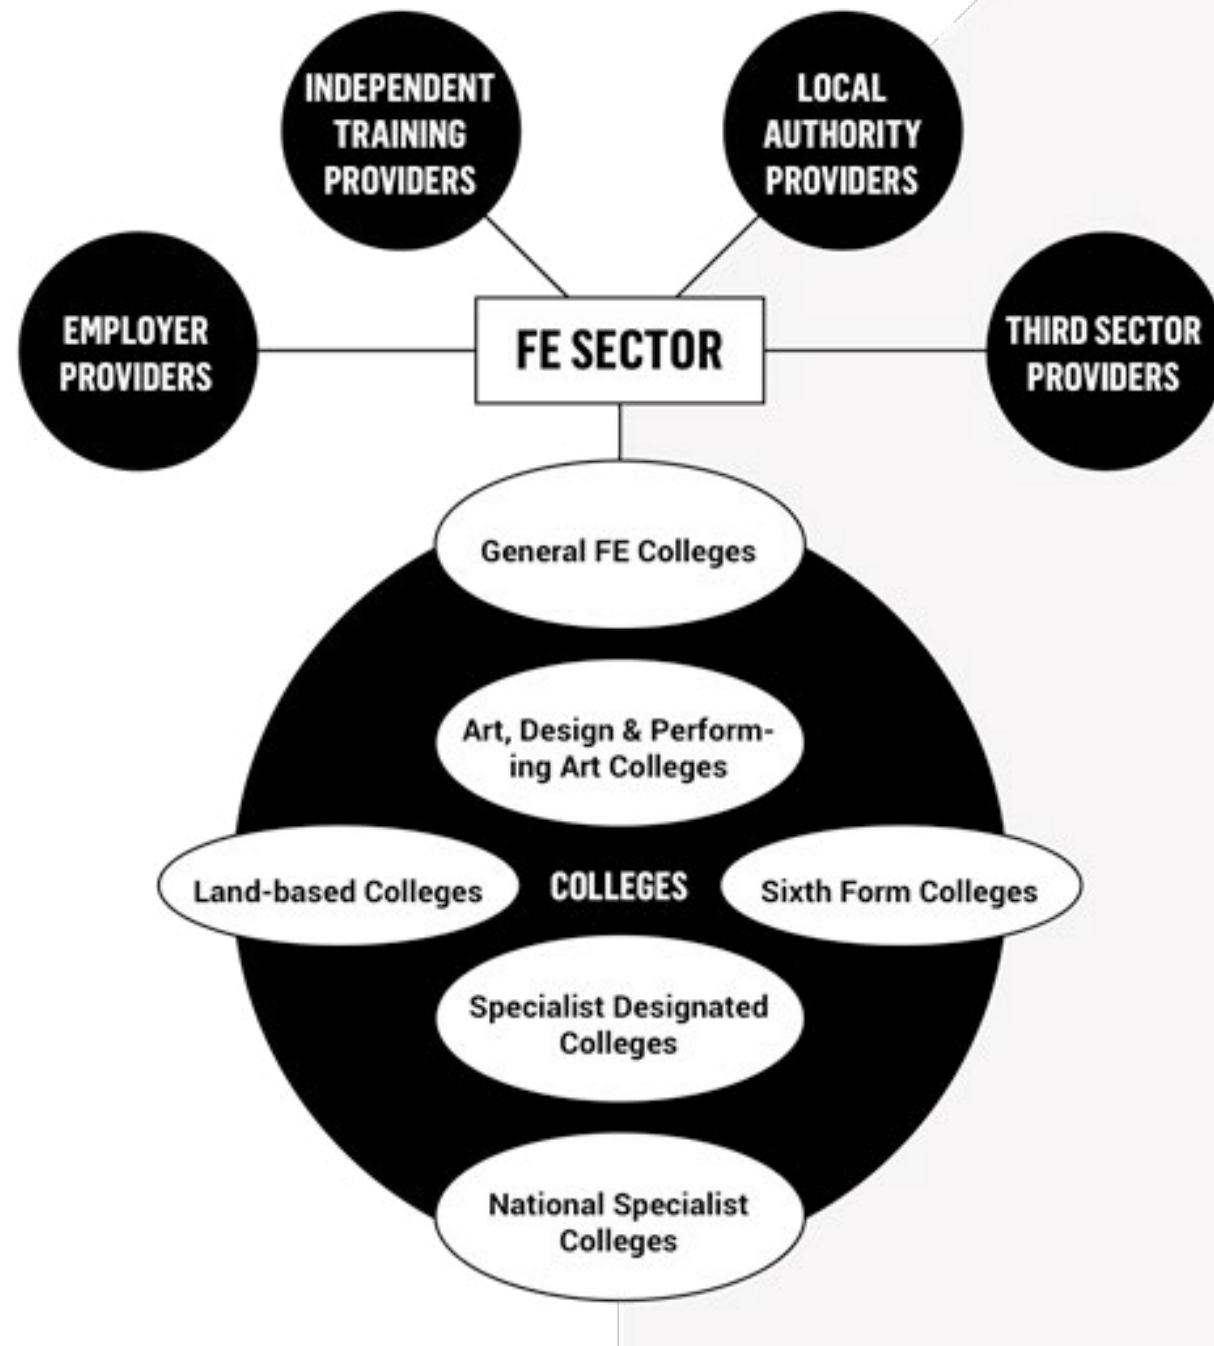 INDEPENDENT
TRAINING
PROVIDERS
LOCAL
AUTHORITY
PROVIDERS
EMPLOYER
PROVIDERS
FE SECTOR
THIRD SECTOR
PROVIDERS
General FE Colleges
Art, Design & Perform-
ing Art Colleges
Land-based Colleges
COLLEGES
Sixth Form Colleges
Specialist Designated
Colleges
National Specialist
Colleges